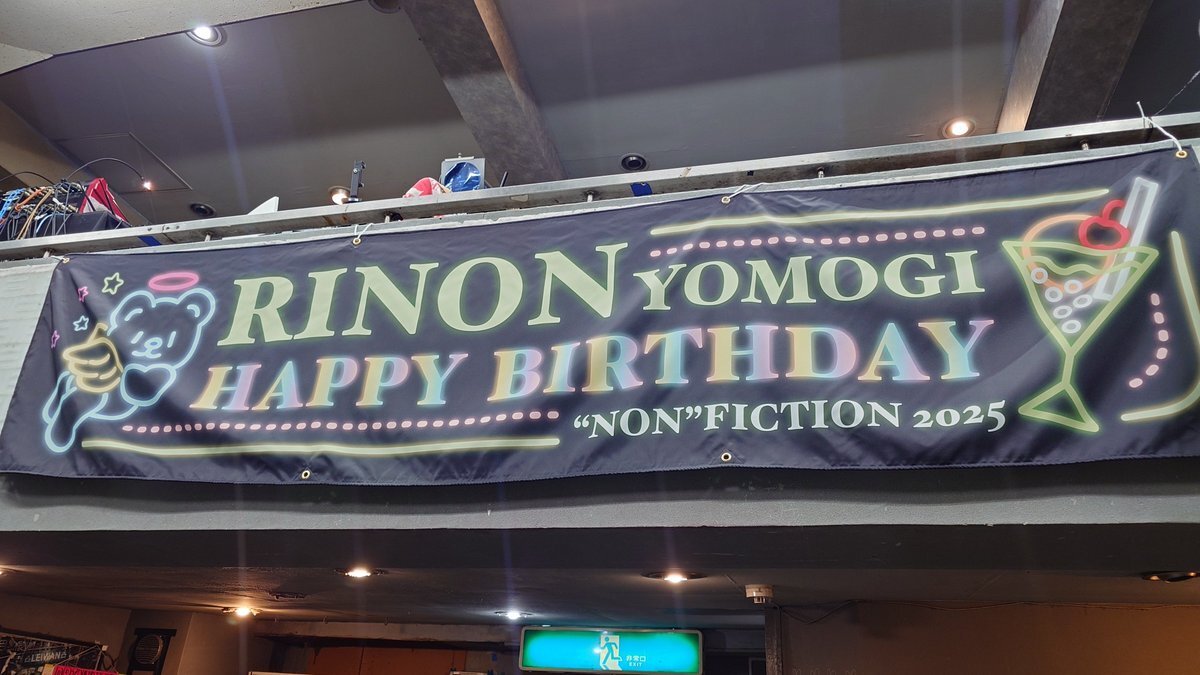 RINON YOMOGI
HAPPY BIRTHDAY
“NON”FICTION 2025
非常口
EXIT